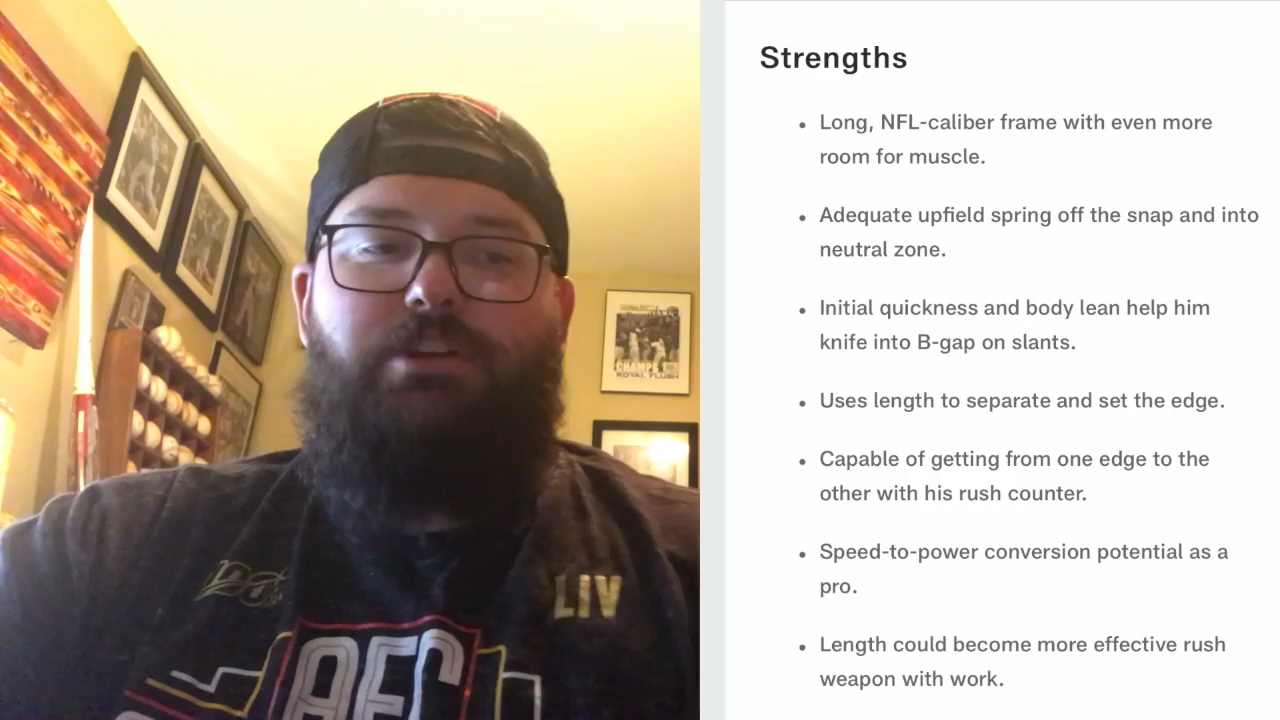 Strengths
Long, NFL-caliber frame with even more
room for muscle.
Adequate upfield spring off the snap and into
neutral zone.
Initial quickness and body lean help him
knife into B-gap on slants.
Uses length to separate and set the edge.
Capable of getting from one edge to the
other with his rush counter.
Speed-to-power conversion potential as a
pro.
Length could become more effective rush
weapon with work.
CHAMPS
ROYAL FLUSH
LIV
AFC